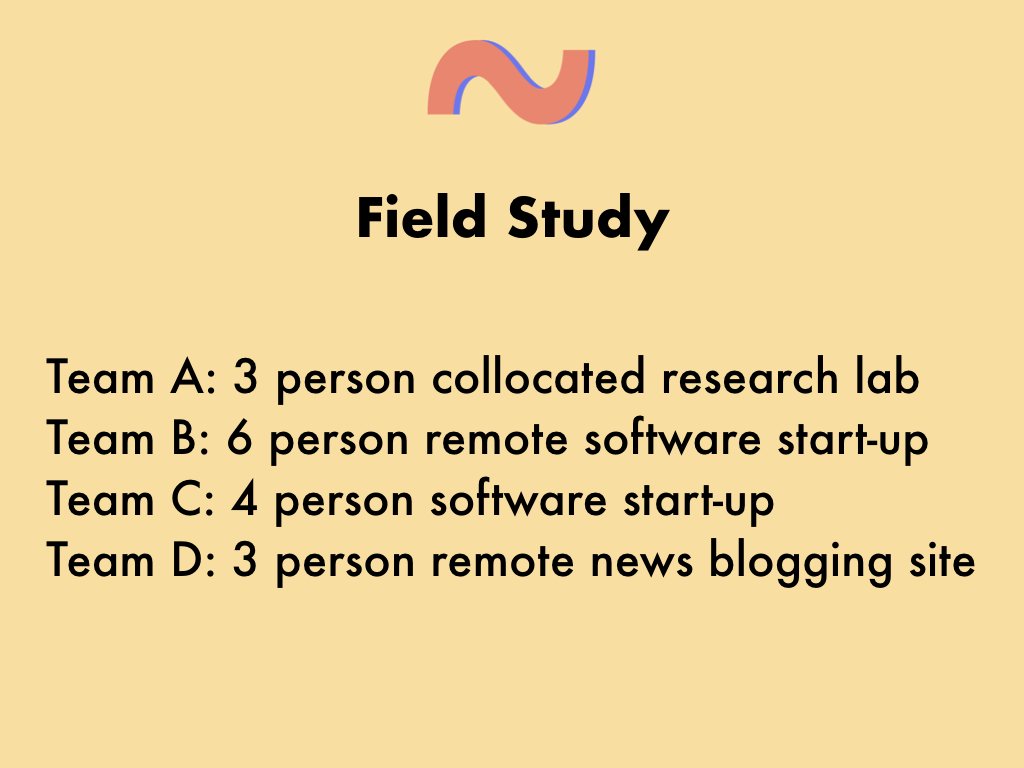 Field Study
Team A: 3 person collocated research lab
Team B: 6 person remote software start-up
Team C: 4 person software start-up
Team D: 3 person remote news blogging site